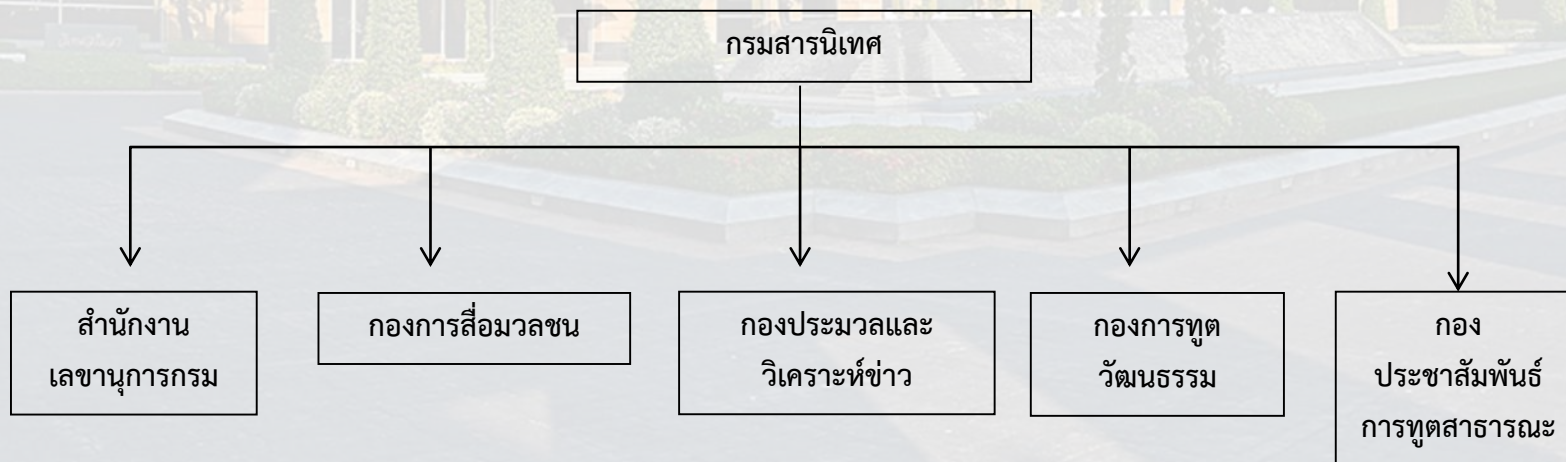 กรมสารนิเทศ
สำนักงาน
เลขานุการกรม
กองการสื่อมวลชน
กองประมวลและ
วิเคราะห์ข่าว
กองการทูต
วัฒนธรรม
กอง
ประชาสัมพันธ์
การทูตสาธารณะ